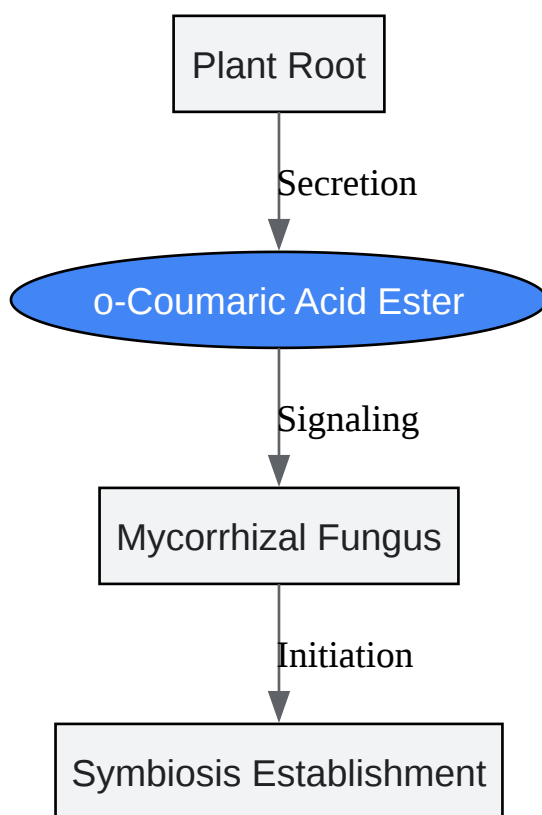 Plant Root
Secretion
o-Coumaric Acid Ester
Signaling
Mycorrhizal Fungus
Initiation
Symbiosis Establishment